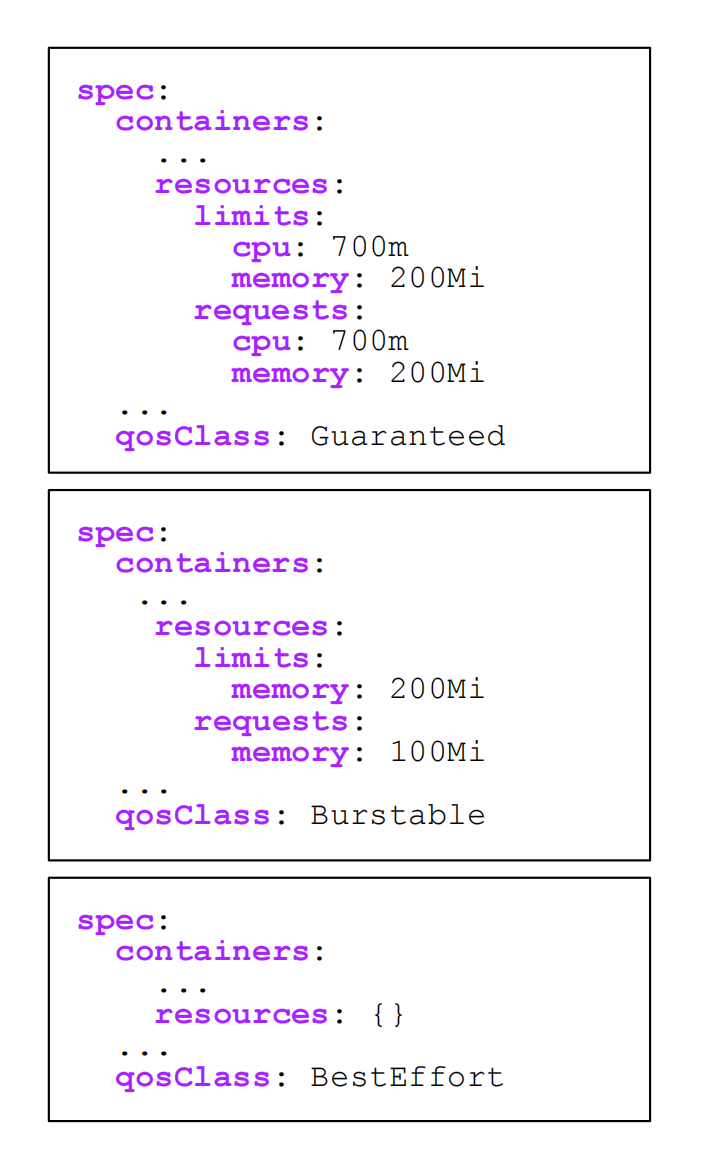 spec:
  containers:
    ...
    resources:
      limits:
        cpu: 700m
        memory: 200Mi
      requests:
        cpu: 700m
        memory: 200Mi
  ...
  qosClass: Guaranteed
spec:
  containers:
   ...
    resources:
      limits:
        memory: 200Mi
      requests:
        memory: 100Mi
  ...
  qosClass: Burstable
spec:
  containers:
    ...
    resources: {}
  ...
  qosClass: BestEffort